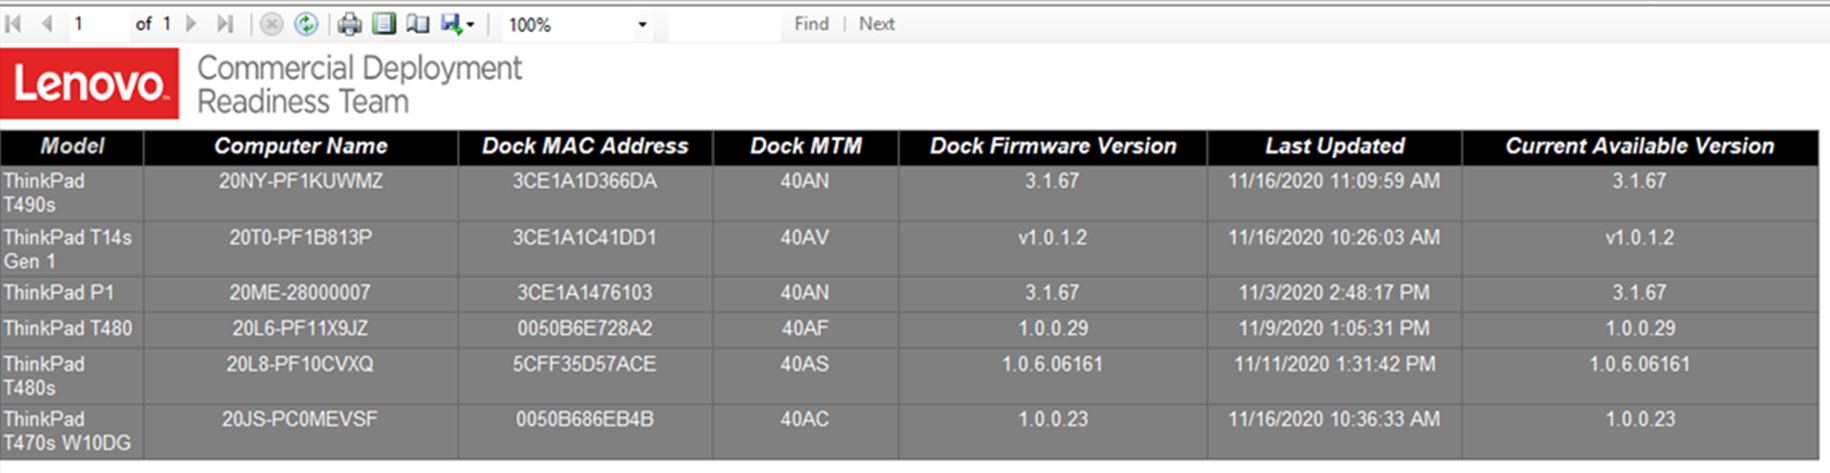 1 of 1 100% Find | Next
Lenovo
Commercial Deployment
Readiness Team
Model Computer Name Dock MAC Address Dock MTM Dock Firmware Version Last Updated Current Available Version
ThinkPad 20NY-PF1KUWMZ 3CE1A1D366DA 40AN 3.1.67 11/16/2020 11:09:59 AM 3.1.67
T490s
ThinkPad T14s 20T0-PF1B813P 3CE1A1C41DD1 40AV v1.0.1.2 11/16/2020 10:26:03 AM v1.0.1.2
Gen 1
ThinkPad P1 20ME-28000007 3CE1A1476103 40AN 3.1.67 11/3/2020 2:48:17 PM 3.1.67
ThinkPad T480 20L6-PF11X9JZ 0050B6E728A2 40AF 1.0.0.29 11/9/2020 1:05:31 PM 1.0.0.29
ThinkPad 20L8-PF10CVXQ 5CFF35D57ACE 40AS 1.0.6.06161 11/11/2020 1:31:42 PM 1.0.6.06161
T480s
ThinkPad 20JS-PC0MEVSF 0050B686EB4B 40AC 1.0.0.23 11/16/2020 10:36:33 AM 1.0.0.23
T470s W10DG